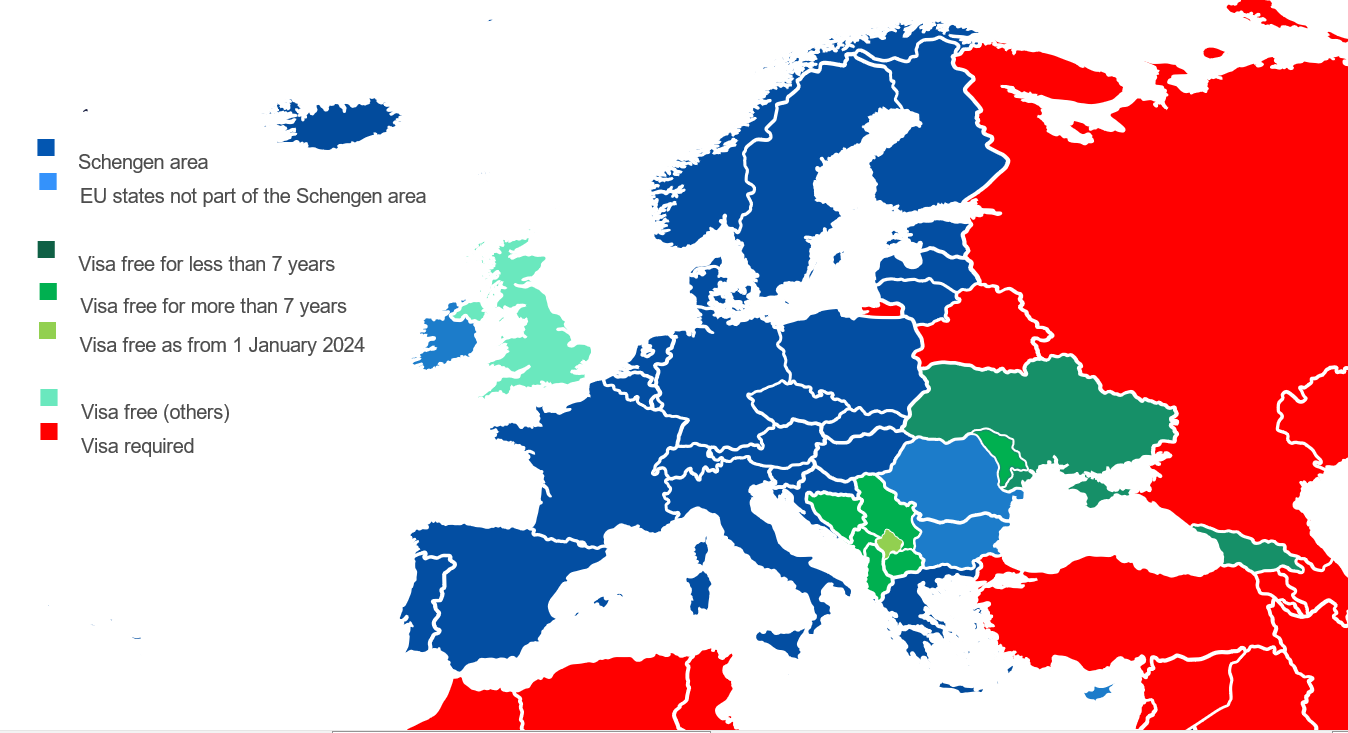 Schengen area
EU states not part of the Schengen area
Visa free for less than 7 years
Visa free for more than 7 years
Visa free as from 1 January 2024
Visa free (others)
Visa required